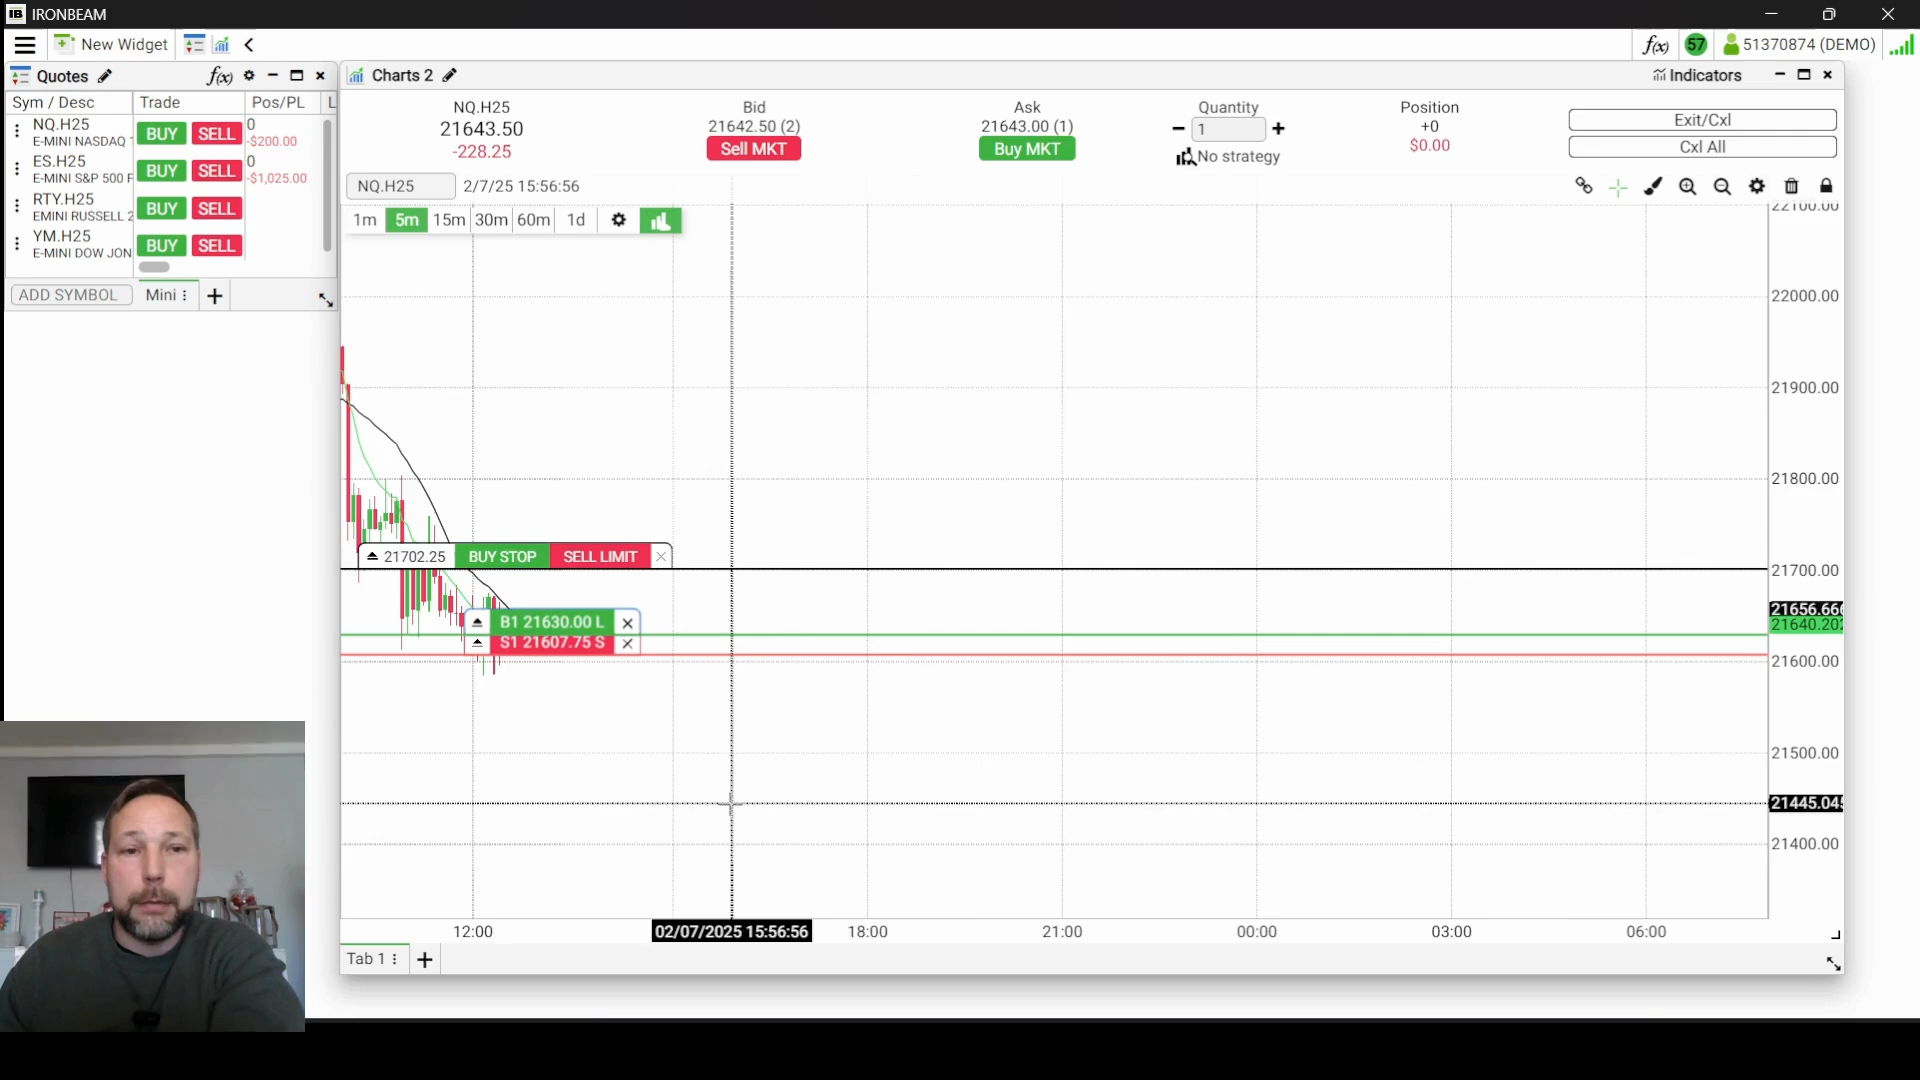 IRONBEAM
New Widget
f(x) 57 51370874 (DEMO)
Quotes f(x)
Sym / Desc Trade Pos/PL L
NQ.H25 BUY SELL 0
E-MINI NASDAQ -$200.00
ES.H25 BUY SELL 0
E-MINI S&P 500 F -$1,025.00
RTY.H25 BUY SELL
EMINI RUSSELL 2
YM.H25 BUY SELL
E-MINI DOW JON
ADD SYMBOL Mini +
Charts 2 Indicators
NQ.H25 Bid Ask Quantity Position
21643.50 21642.50 (2) 21643.00 (1) 1 +0
-228.25 Sell MKT Buy MKT No strategy $0.00
Exit/Cxl
Cxl All
NQ.H25 2/7/25 15:56:56
1m 5m 15m 30m 60m 1d
22100.00
22000.00
21900.00
21800.00
21702.25 BUY STOP SELL LIMIT
21700.00
21656.666
B1 21630.00 L
21640.202
S1 21607.75 S
21600.00
21500.00
21445.045
21400.00
12:00 02/07/2025 15:56:56 18:00 21:00 00:00 03:00 06:00
Tab 1 +